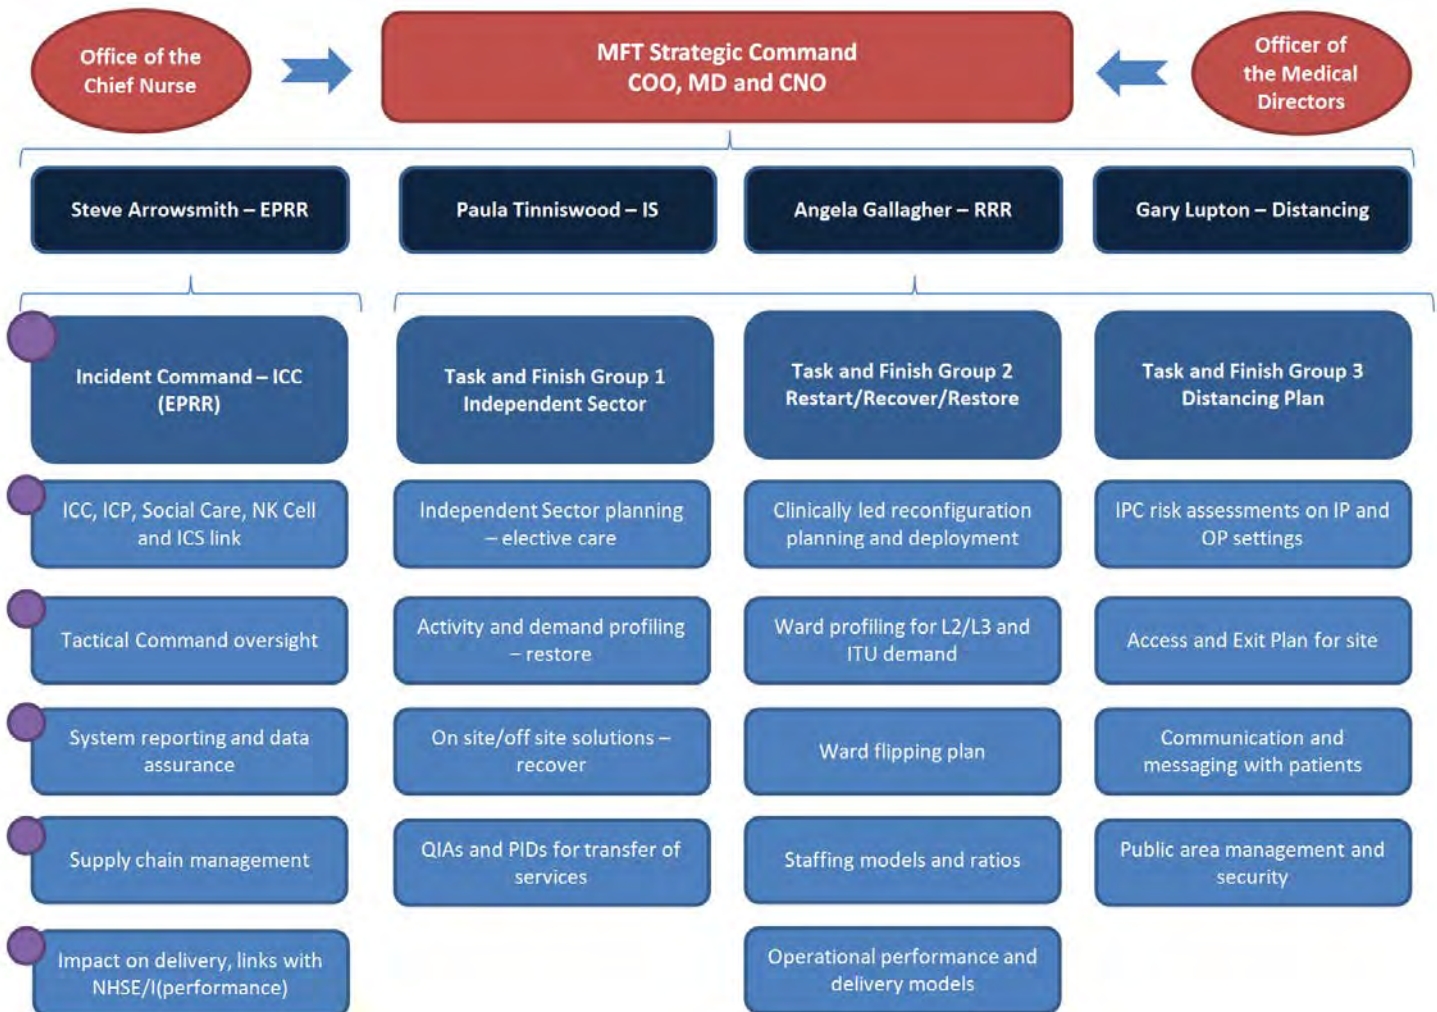 Office of the
Chief Nurse
MFT Strategic Command
COO, MD and CNO
Officer of
the Medical
Directors
Steve Arrowsmith – EPRR
Paula Tinniswood – IS
Angela Gallagher – RRR
Gary Lupton – Distancing
Incident Command – ICC
(EPRR)
Task and Finish Group 1
Independent Sector
Task and Finish Group 2
Restart/Recover/Restore
Task and Finish Group 3
Distancing Plan
ICC, ICP, Social Care, NK Cell
and ICS link
Independent Sector planning
– elective care
Clinically led reconfiguration
planning and deployment
IPC risk assessments on IP and
OP settings
Tactical Command oversight
Activity and demand profiling
– restore
Ward profiling for L2/L3 and
ITU demand
Access and Exit Plan for site
System reporting and data
assurance
On site/off site solutions –
recover
Ward flipping plan
Communication and
messaging with patients
Supply chain management
QIAs and PIDs for transfer of
services
Staffing models and ratios
Public area management and
security
Impact on delivery, links with
NHSE/I(performance)
Operational performance and
delivery models